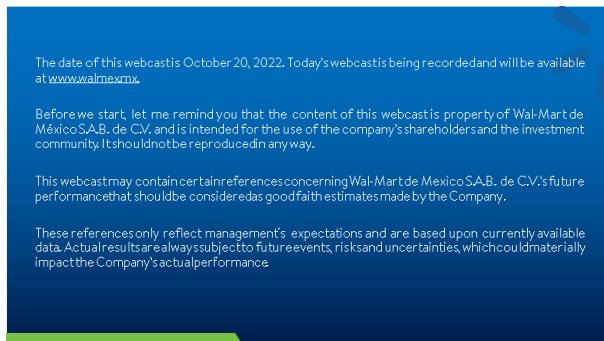 The date of this webcast is October 20, 2022. Today's webcast is being recorded and will be available
at www.walmex.mx.
Before we start, let me remind you that the content of this webcast is property of Wal-Mart de
México S.A.B. de C.V. and is intended for the use of the company's shareholders and the investment
community. It should not be reproduced in any way.
This webcast may contain certain references concerning Wal-Mart de Mexico S.A.B. de C.V.'s future
performance that should be considered as good faith estimates made by the Company.
These references only reflect management's expectations and are based upon currently available
data. Actual results are always subject to future events, risks and uncertainties, which could materially
impact the Company's actual performance.